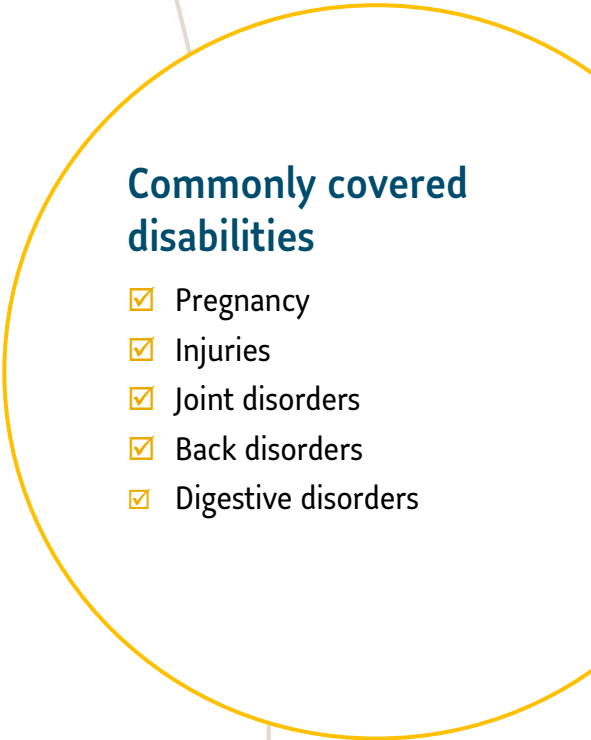 Commonly covered
disabilities
☑ Pregnancy
☑ Injuries
☑ Joint disorders
☑ Back disorders
☑ Digestive disorders